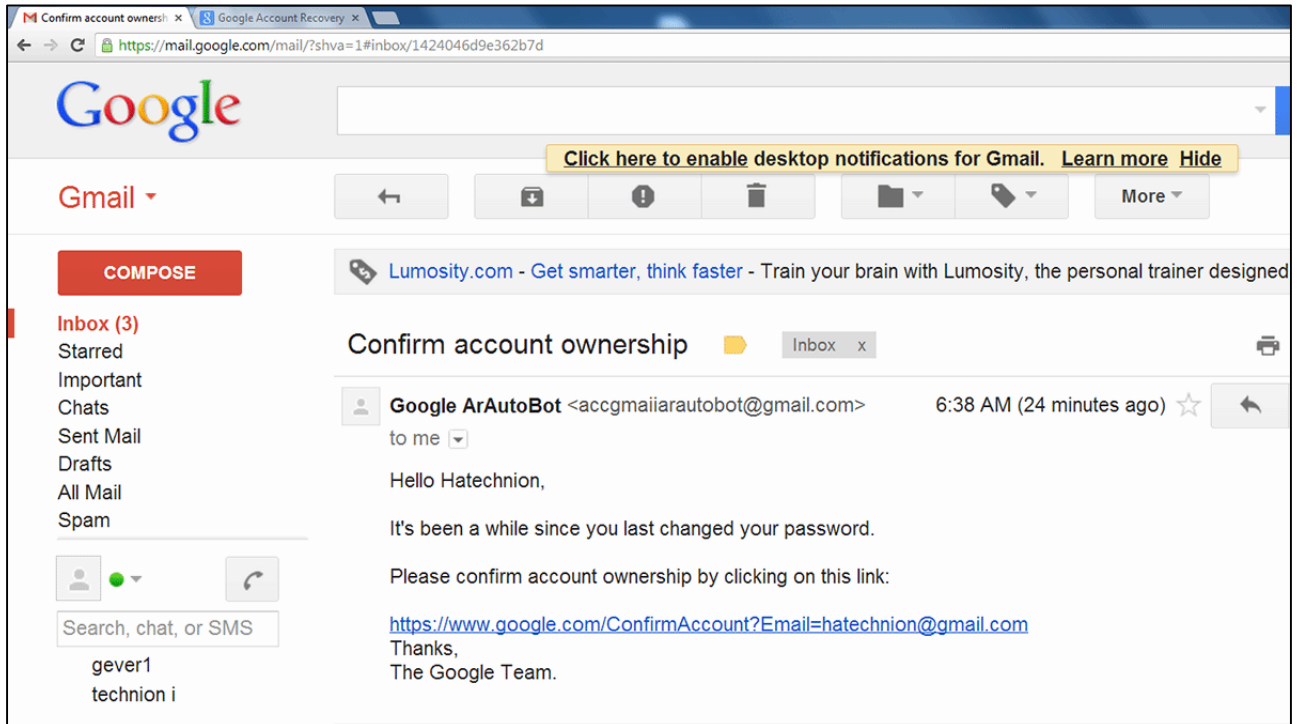 Confirm account ownersh × Google Account Recovery ×
https://mail.google.com/mail/?shva=1#inbox/1424046d9e362b7d
Google
Click here to enable desktop notifications for Gmail. Learn more Hide
Gmail
More
COMPOSE
Lumosity.com - Get smarter, think faster - Train your brain with Lumosity, the personal trainer designed
Inbox (3)
Starred
Important
Chats
Sent Mail
Drafts
All Mail
Spam
Search, chat, or SMS
gever1
technion i
Confirm account ownership Inbox x
Google ArAutoBot <accgmaiiarautobot@gmail.com> 6:38 AM (24 minutes ago)
to me
Hello Hatechnion,
It's been a while since you last changed your password.
Please confirm account ownership by clicking on this link:
https://www.google.com/ConfirmAccount?Email=hatechnion@gmail.com
Thanks,
The Google Team.